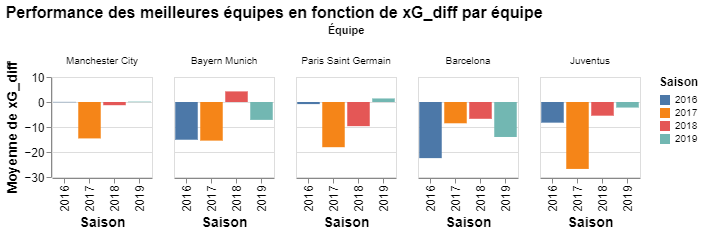 Performance des meilleures équipes en fonction de xG_diff par équipe
Équipe
Manchester City
Bayern Munich
Paris Saint Germain
Barcelona
Juventus
Moyenne de xG_diff
10
0
−10
−20
−30
2016 2017 2018 2019
2016 2017 2018 2019
2016 2017 2018 2019
2016 2017 2018 2019
2016 2017 2018 2019
Saison
Saison
Saison
Saison
Saison
Saison
2016
2017
2018
2019